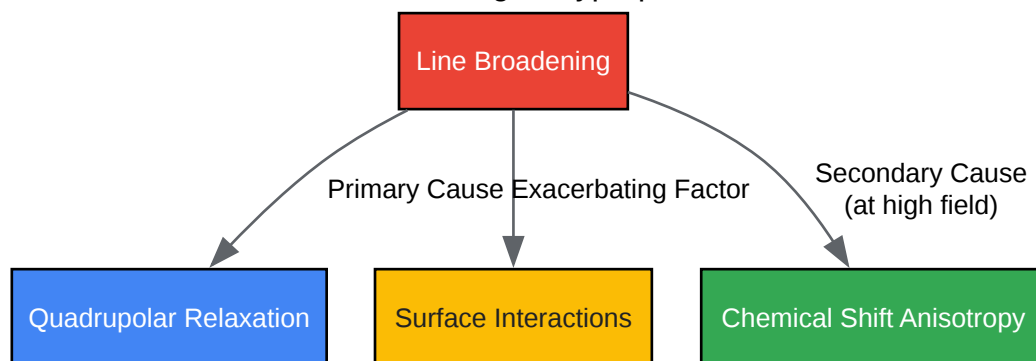 Line Broadening
Primary Cause
Exacerbating Factor
Secondary Cause
(at high field)
Quadrupolar Relaxation
Surface Interactions
Chemical Shift Anisotropy